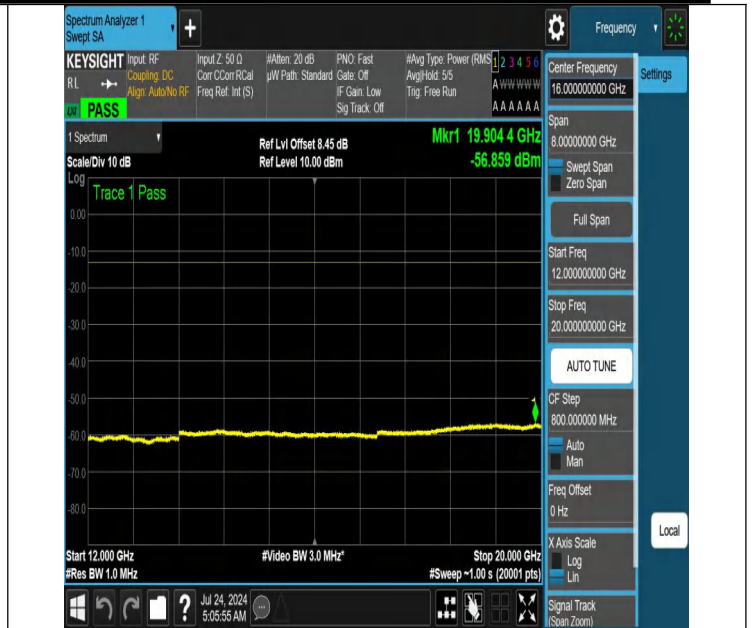 Spectrum Analyzer 1
Swept SA
+
Frequency
KEYSIGHT
RL
PASS
Input: RF
Coupling: DC
Align: Auto/No RF
Input Z: 50 Ω
Corr CCorr RCal
Freq Ref: Int (S)
#Atten: 20 dB
µW Path: Standard
PNO: Fast
Gate: Off
IF Gain: Low
Sig Track: Off
#Avg Type: Power (RMS
Avg|Hold: 5/5
Trig: Free Run
1 2 3 4 5 6
A W W W W W
A A A A A A
1 Spectrum
Scale/Div 10 dB
Ref Lvl Offset 8.45 dB
Ref Level 10.00 dBm
Mkr1 19.904 4 GHz
-56.859 dBm
Log
Trace 1 Pass
0.00
-10.0
-20.0
-30.0
-40.0
-50.0
-60.0
-70.0
-80.0
1
Start 12.000 GHz
#Res BW 1.0 MHz
#Video BW 3.0 MHz*
Stop 20.000 GHz
#Sweep ~1.00 s (20001 pts)
Center Frequency
16.000000000 GHz
Span
8.00000000 GHz
Swept Span
Zero Span
Full Span
Start Freq
12.000000000 GHz
Stop Freq
20.000000000 GHz
AUTO TUNE
CF Step
800.000000 MHz
Auto
Man
Freq Offset
0 Hz
X Axis Scale
Log
Lin
Signal Track
(Span Zoom)
Settings
Local
?
Jul 24, 2024
5:05:55 AM